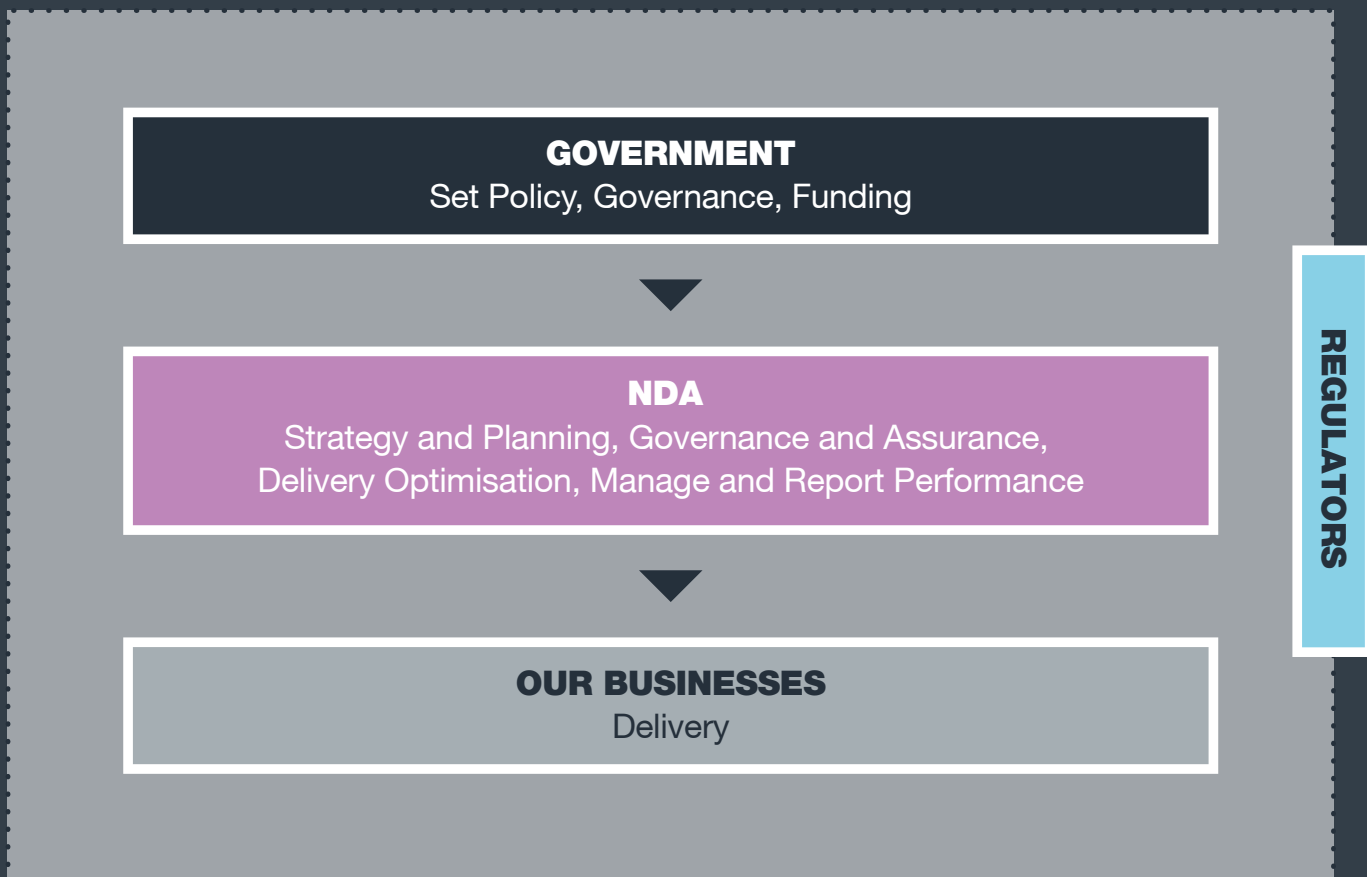 GOVERNMENT
Set Policy, Governance, Funding
NDA
Strategy and Planning, Governance and Assurance,
Delivery Optimisation, Manage and Report Performance
OUR BUSINESSES
Delivery
REGULATORS